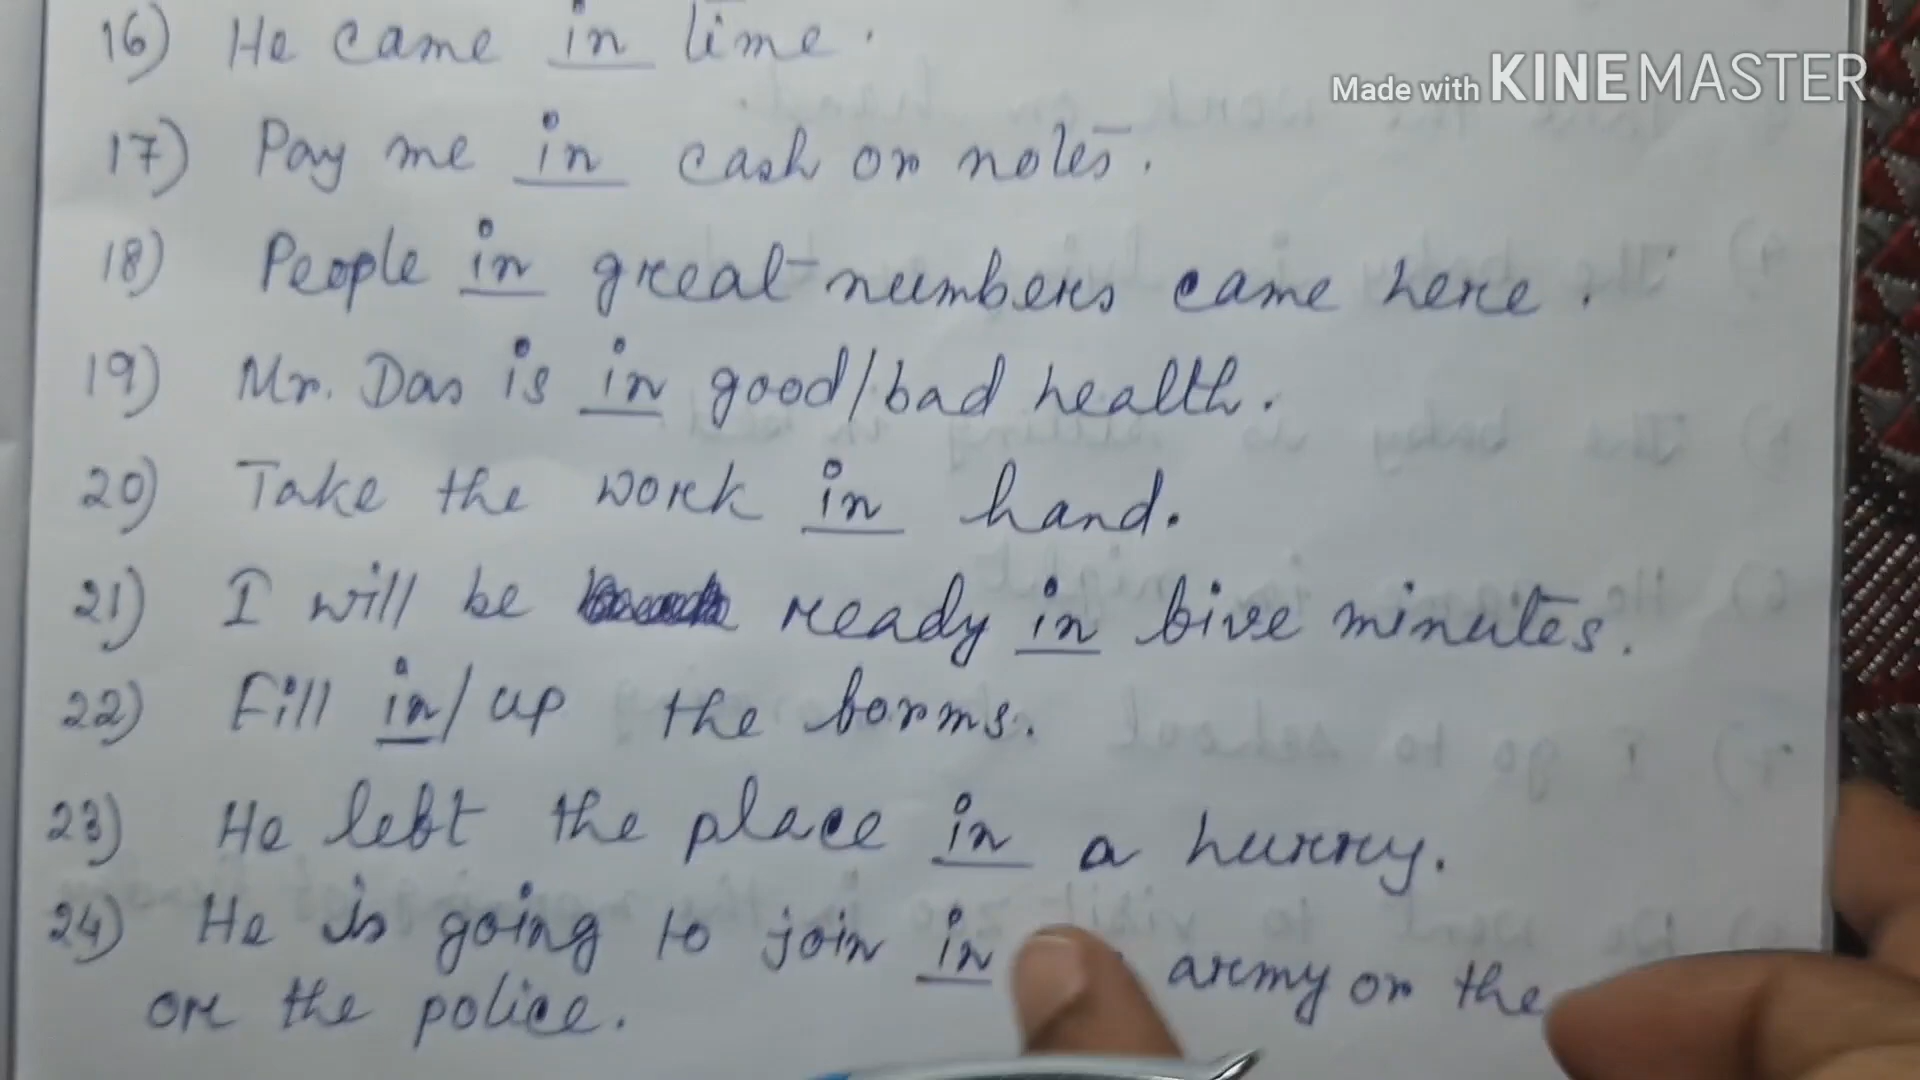 16) He came in time.
Made with KINEMASTER
17) Pay me in cash or notes.
18) People in great numbers came here.
19) Mr. Das is in good/bad health.
20) Take the work in hand.
21) I will be ready in five minutes.
22) Fill in/up the forms.
23) He left the place in a hurry.
24) He is going to join in army or the
or the police.